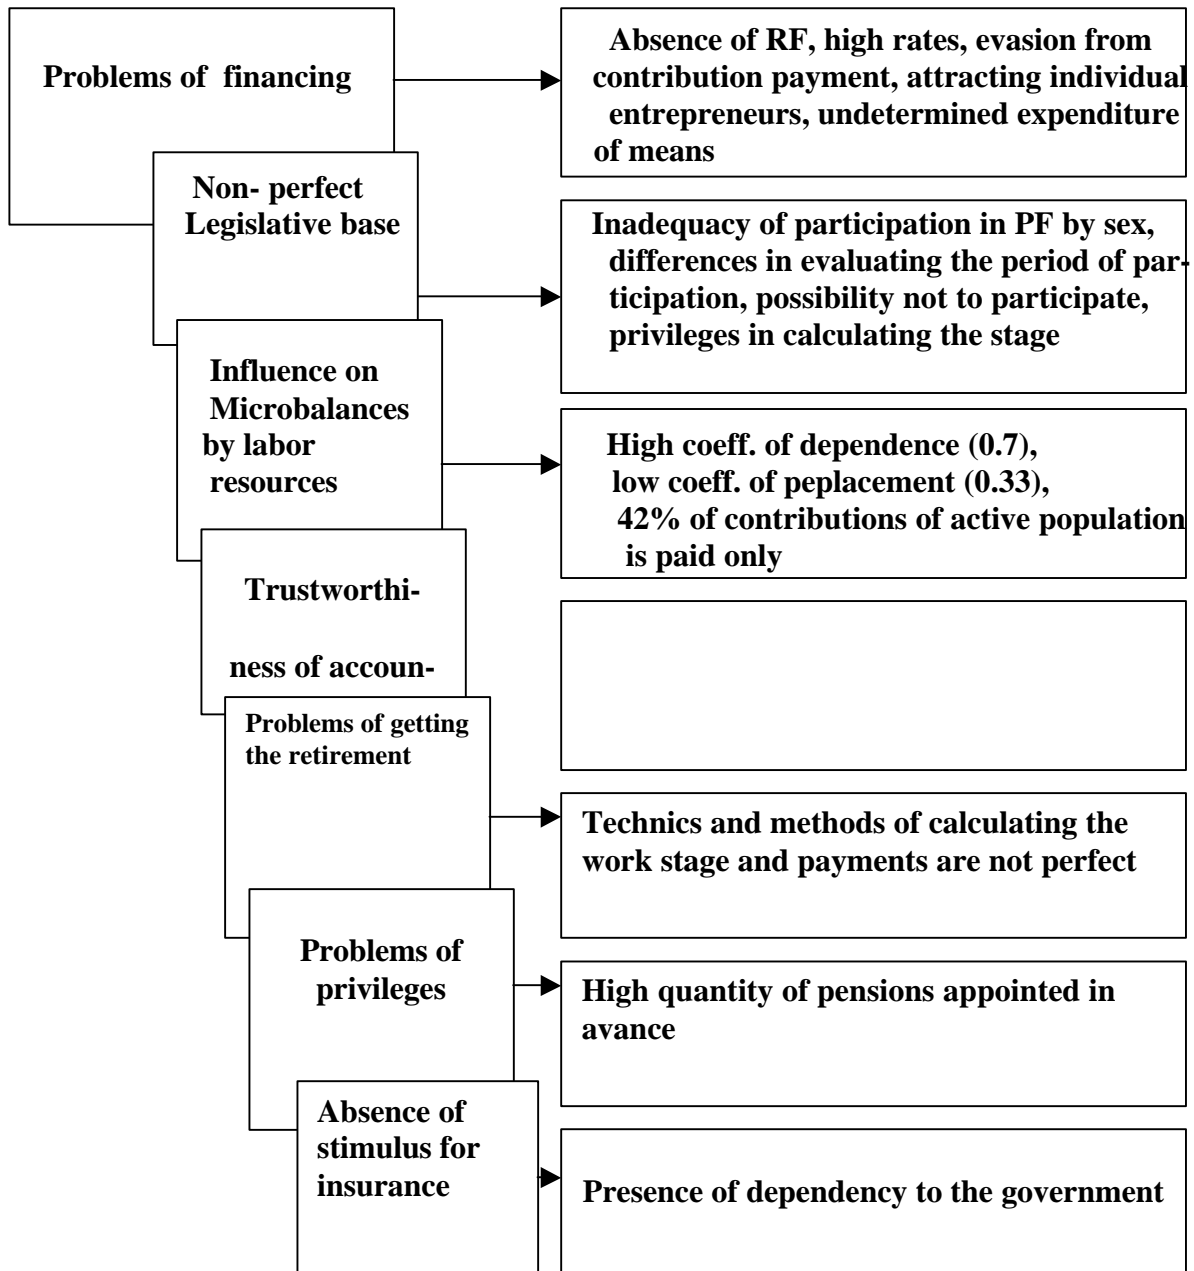 Problems of financing
Absence of RF, high rates, evasion from
contribution payment, attracting individual
entrepreneurs, undetermined expenditure
of means
Non- perfect
Legislative base
Inadequacy of participation in PF by sex,
differences in evaluating the period of par-
ticipation, possibility not to participate,
privileges in calculating the stage
Influence on
Microbalances
by labor
resources
High coeff. of dependence (0.7),
low coeff. of peplacement (0.33),
42% of contributions of active population
is paid only
Trustworthi-
ness of accoun-
Problems of getting
the retirement
Technics and methods of calculating the
work stage and payments are not perfect
Problems of
privileges
High quantity of pensions appointed in
avance
Absence of
stimulus for
insurance
Presence of dependency to the government